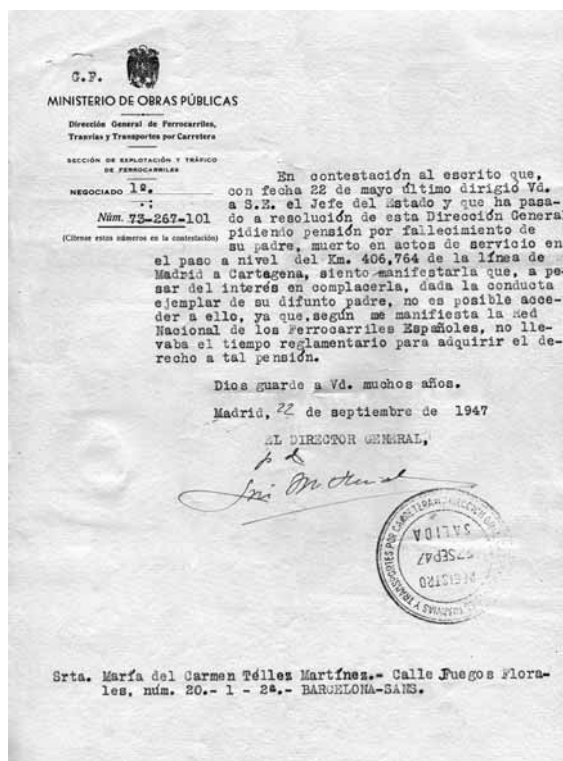 G.F.
MINISTERIO DE OBRAS PÚBLICAS
Dirección General de Ferrocarriles,
Tranvías y Transportes por Carretera
SECCIÓN DE EXPLOTACIÓN Y TRÁFICO
DE FERROCARRILES
NEGOCIADO 1º.
Núm. 73-267-101
(Cítense estos números en la contestación)
En contestación al escrito que,
con fecha 22 de mayo último dirigió Vd.
a S.E. el Jefe del Estado y que ha pasa-
do a resolución de esta Dirección General
pidiendo pensión por fallecimiento de
su padre, muerto en actos de servicio en
el paso a nivel del Km. 406,764 de la línea de
Madrid a Cartagena, siento manifestarla que, a pe-
sar del interés en complacerla, dada la conducta
ejemplar de su difunto padre, no es posible acce-
der a ello, ya que, según me manifiesta la Red
Nacional de los Ferrocarriles Españoles, no lle-
vaba el tiempo reglamentario para adquirir el de-
recho a tal pensión.
Dios guarde a Vd. muchos años.
Madrid, 22 de septiembre de 1947
EL DIRECTOR GENERAL,
p d
TRANVIAS Y TRANSPORTES POR CARRETERA
SALIDA
SEP47
REGISTRO
Srta. María del Carmen Téllez Martínez.- Calle Juegos Flora-
les, núm. 20.- 1 - 2ª.- BARCELONA-SANS.